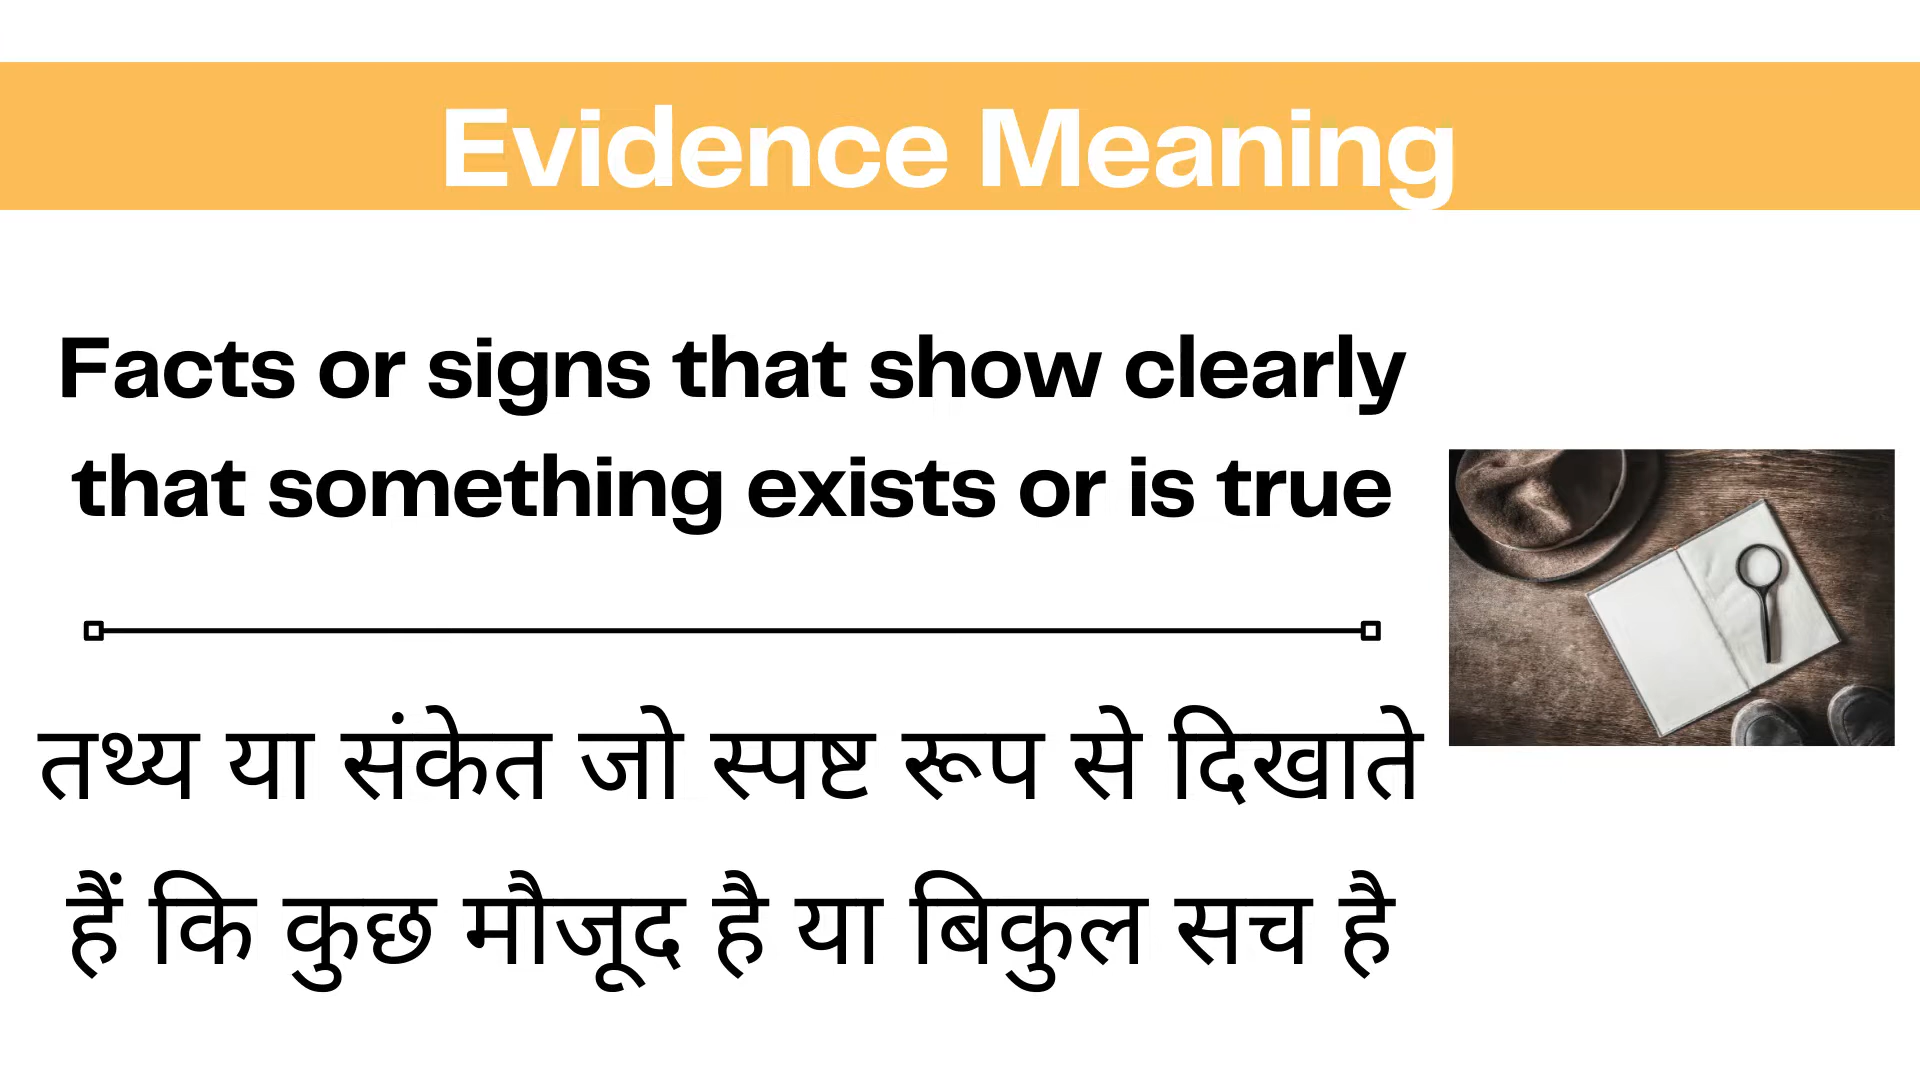 Evidence Meaning
Facts or signs that show clearly
that something exists or is true
तथ्य या संकेत जो स्पष्ट रूप से दिखाते
हैं कि कुछ मौजूद है या बिकुल सच है